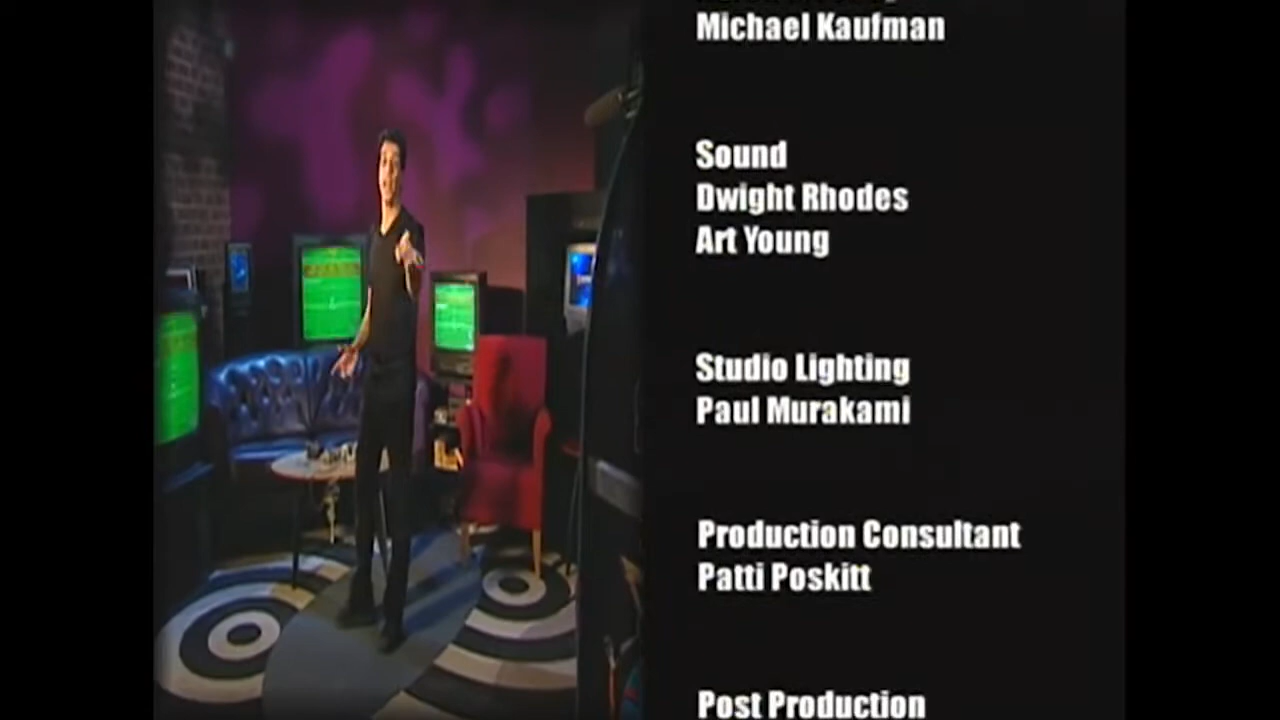 Michael Kaufman
Sound
Dwight Rhodes
Art Young
Studio Lighting
Paul Murakami
Production Consultant
Patti Poskitt
Post Production